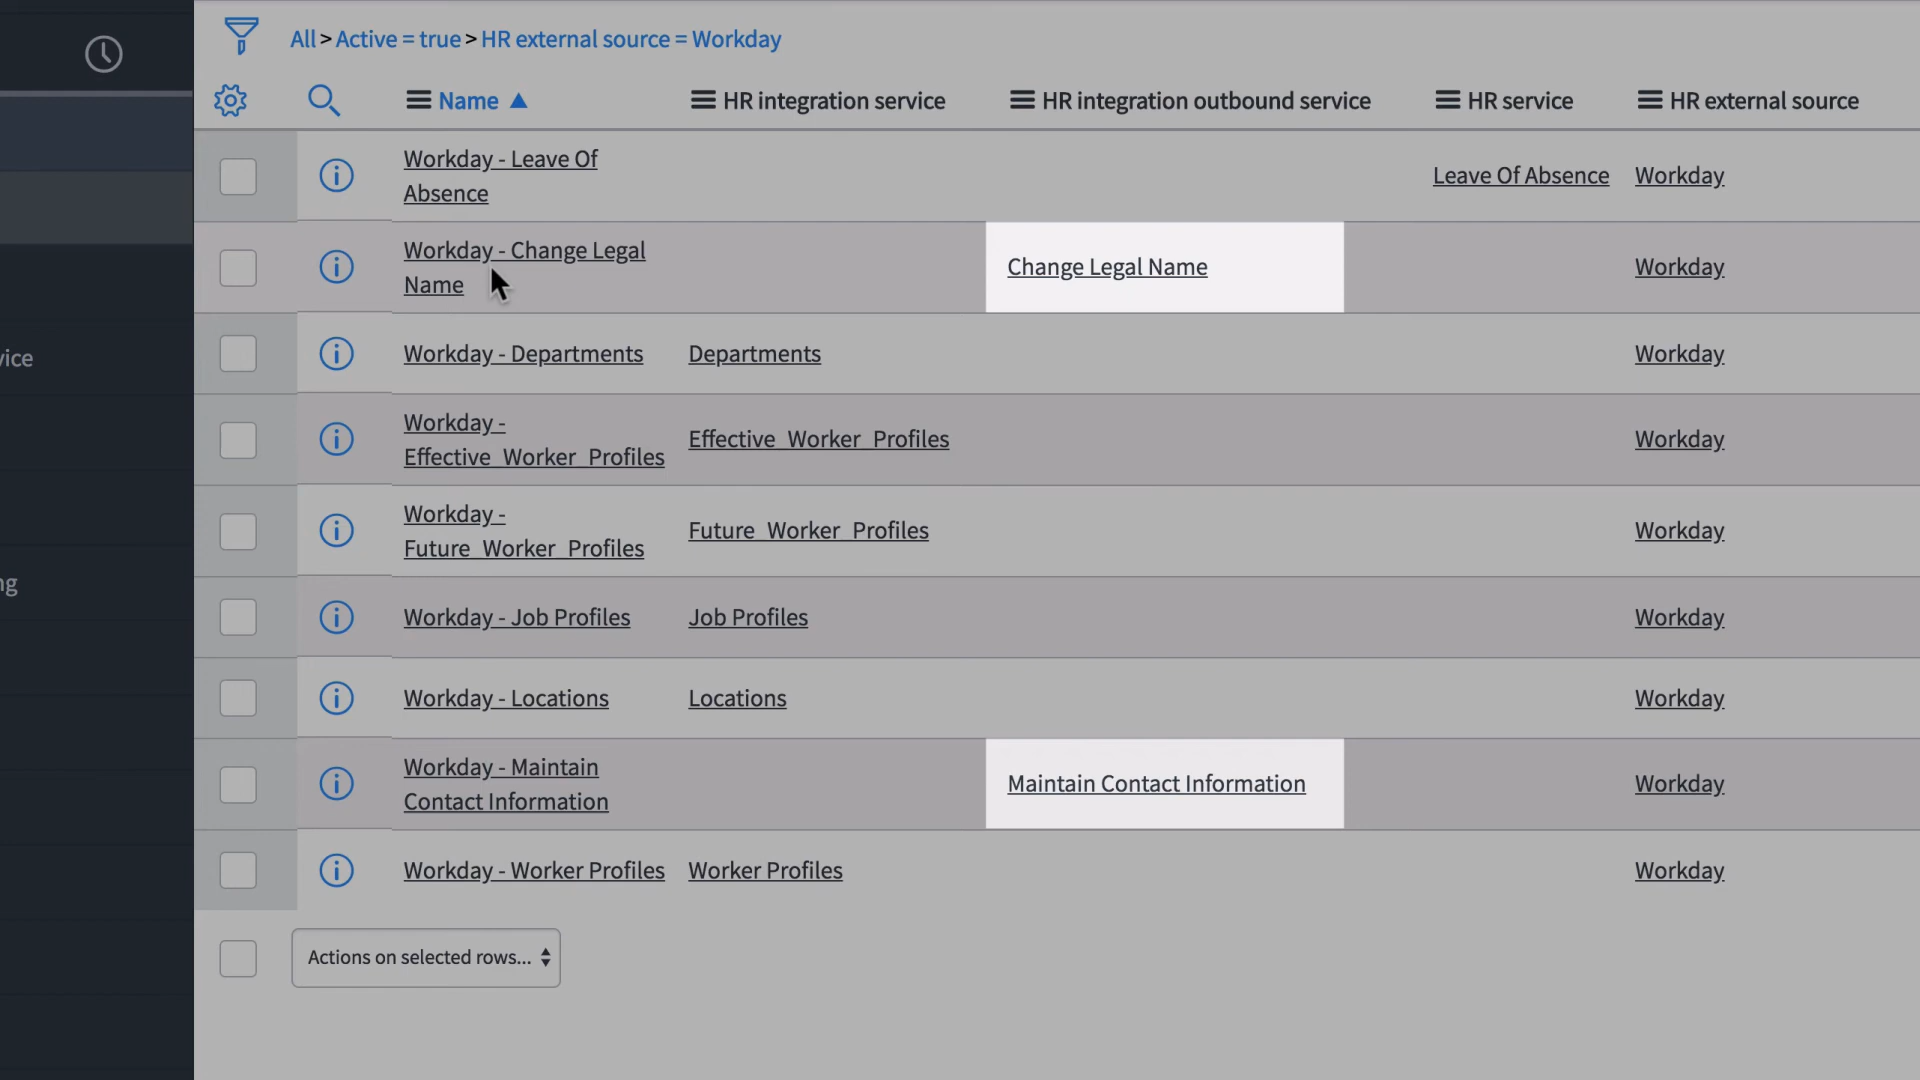 All > Active = true > HR external source = Workday
Name HR integration service HR integration outbound service HR service HR external source
Workday - Leave Of
Absence
Leave Of Absence Workday
Workday - Change Legal
Name
Change Legal Name Workday
vice
Workday - Departments Departments Workday
Workday -
Effective_Worker_Profiles
Effective_Worker_Profiles Workday
Workday -
Future_Worker_Profiles
Future_Worker_Profiles Workday
ng
Workday - Job Profiles Job Profiles Workday
Workday - Locations Locations Workday
Workday - Maintain
Contact Information
Maintain Contact Information Workday
Workday - Worker Profiles Worker Profiles Workday
Actions on selected rows...